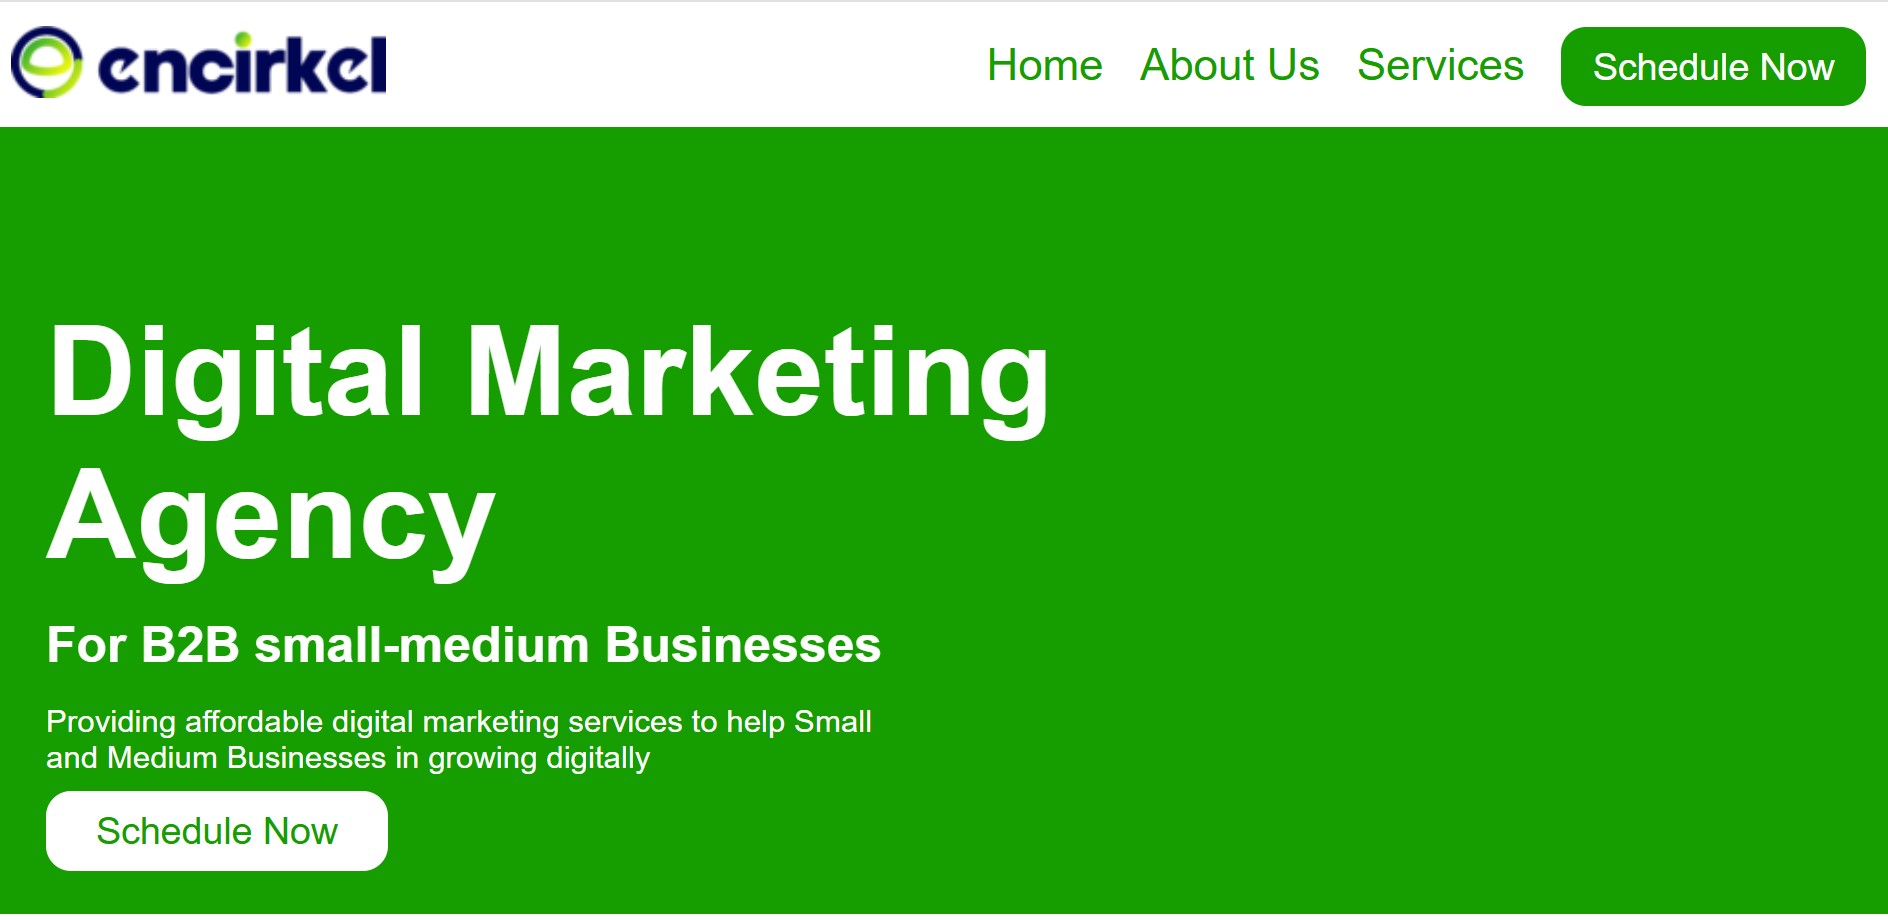 encirkel
Home About Us Services Schedule Now
Digital Marketing
Agency
For B2B small-medium Businesses
Providing affordable digital marketing services to help Small
and Medium Businesses in growing digitally
Schedule Now